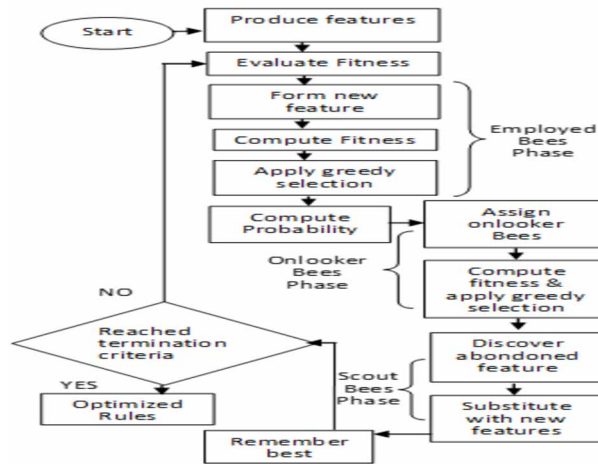 Start
Produce features
Evaluate Fitness
Form new
feature
Compute Fitness
Apply greedy
selection
Employed
Bees
Phase
Compute
Probability
Assign
onlooker
Bees
Onlooker
Bees
Phase
Compute
fitness &
apply greedy
selection
NO
Reached
termination
criteria
Discover
abondoned
feature
Scout
Bees
Phase
YES
Optimized
Rules
Substitute
with new
features
Remember
best